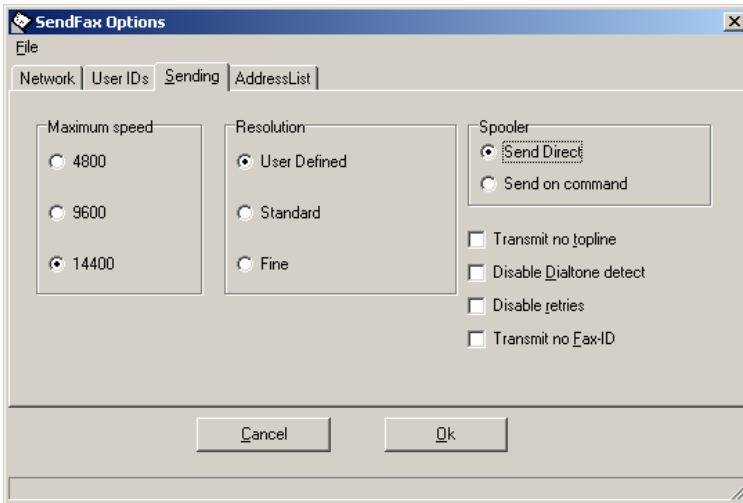 SendFax Options
File
Network User IDs Sending AddressList
Maximum speed
4800
9600
14400
Resolution
User Defined
Standard
Fine
Spooler
Send Direct
Send on command
Transmit no topline
Disable Dialtone detect
Disable retries
Transmit no Fax-ID
Cancel Ok